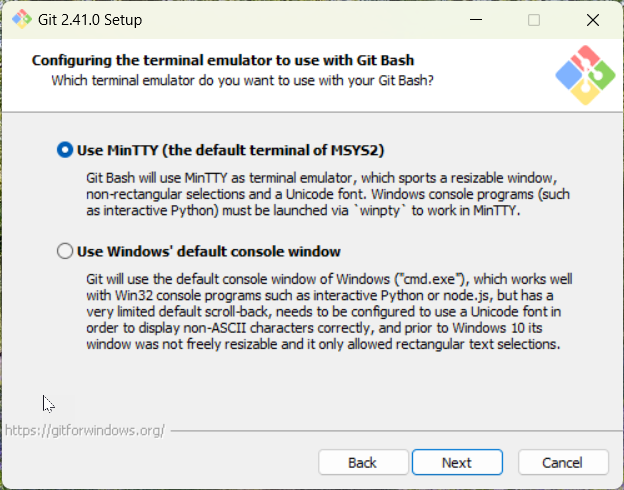 Git 2.41.0 Setup
Configuring the terminal emulator to use with Git Bash
Which terminal emulator do you want to use with your Git Bash?
Use MinTTY (the default terminal of MSYS2)
Git Bash will use MinTTY as terminal emulator, which sports a resizable window,
non-rectangular selections and a Unicode font. Windows console programs (such
as interactive Python) must be launched via `winpty` to work in MinTTY.
Use Windows' default console window
Git will use the default console window of Windows ("cmd.exe"), which works well
with Win32 console programs such as interactive Python or node.js, but has a
very limited default scroll-back, needs to be configured to use a Unicode font in
order to display non-ASCII characters correctly, and prior to Windows 10 its
window was not freely resizable and it only allowed rectangular text selections.
https://gitforwindows.org/
Back
Next
Cancel